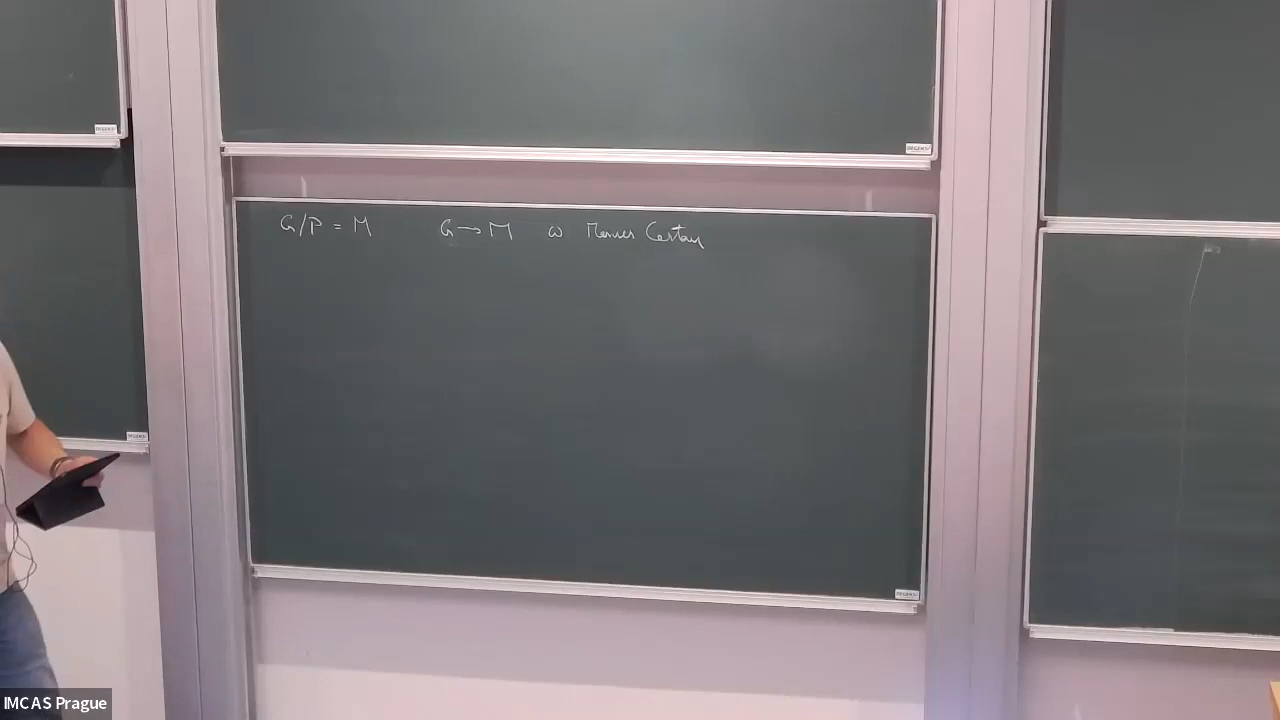 G/P = M G → M ω Maurer Cartan
IMCAS Prague